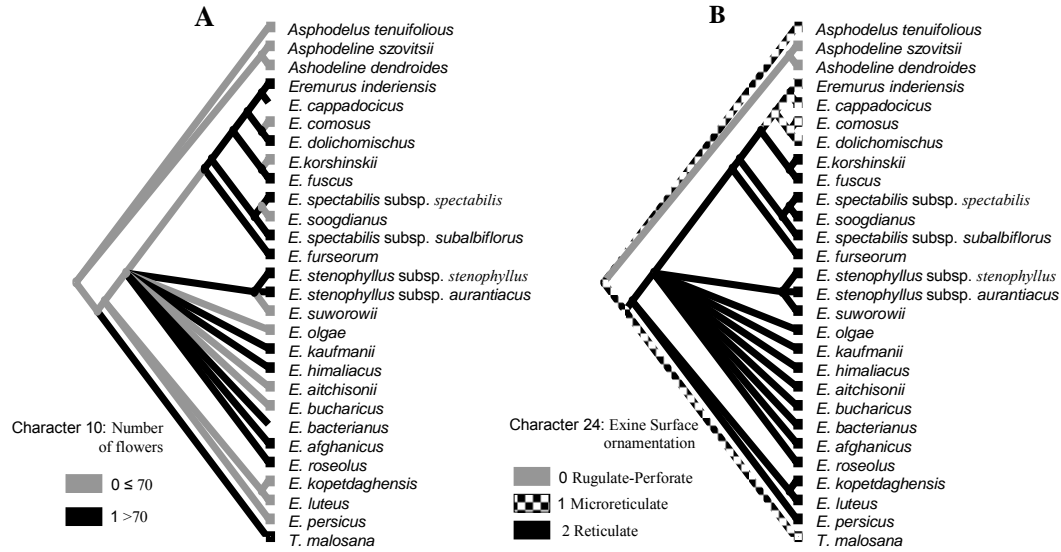 A
Asphodelus tenuifolious
Asphodeline szovitsii
Ashodeline dendroides
Eremurus inderiensis
E. cappadocicus
E. comosus
E. dolichomischus
E.korshinskii
E. fuscus
E. spectabilis subsp. spectabilis
E. soogdianus
E. spectabilis subsp. subalbiflorus
E. furseorum
E. stenophyllus subsp. stenophyllus
E. stenophyllus subsp. aurantiacus
E. suworowii
E. olgae
E. kaufmanii
E. himaliacus
E. aitchisonii
E. bucharicus
E. bacterianus
E. afghanicus
E. roseolus
E. kopetdaghensis
E. luteus
E. persicus
T. malosana
Character 10: Number
of flowers
0 ≤ 70
1 >70
B
Asphodelus tenuifolious
Asphodeline szovitsii
Ashodeline dendroides
Eremurus inderiensis
E. cappadocicus
E. comosus
E. dolichomischus
E.korshinskii
E. fuscus
E. spectabilis subsp. spectabilis
E. soogdianus
E. spectabilis subsp. subalbiflorus
E. furseorum
E. stenophyllus subsp. stenophyllus
E. stenophyllus subsp. aurantiacus
E. suworowii
E. olgae
E. kaufmanii
E. himaliacus
E. aitchisonii
E. bucharicus
E. bacterianus
E. afghanicus
E. roseolus
E. kopetdaghensis
E. luteus
E. persicus
T. malosana
Character 24: Exine Surface
ornamentation
0 Rugulate-Perforate
1 Microreticulate
2 Reticulate